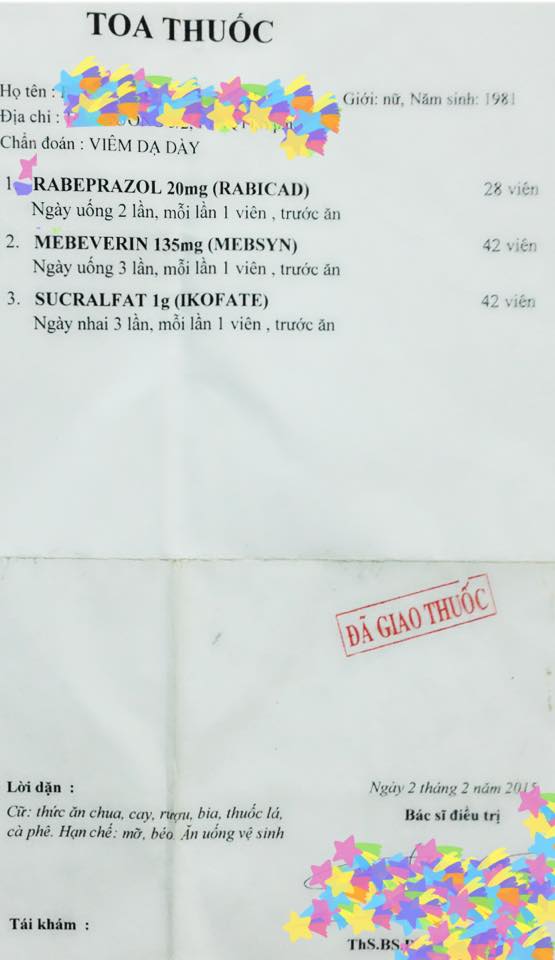 TOA THUỐC
Họ tên :
Giới: nữ, Năm sinh: 1981
Địa chỉ :
Chẩn đoán : VIÊM DẠ DÀY
1. RABEPRAZOL 20mg (RABICAD) 28 viên
Ngày uống 2 lần, mỗi lần 1 viên , trước ăn
2. MEBEVERIN 135mg (MEBSYN) 42 viên
Ngày uống 3 lần, mỗi lần 1 viên , trước ăn
3. SUCRALFAT 1g (IKOFATE) 42 viên
Ngày nhai 3 lần, mỗi lần 1 viên , trước ăn
ĐÃ GIAO THUỐC
Lời dặn :
Ngày 2 tháng 2 năm 2015
Cữ: thức ăn chua, cay, rượu, bia, thuốc lá,
Bác sĩ điều trị
cà phê. Hạn chế: mỡ, béo. Ăn uống vệ sinh
Tái khám :
ThS.BS.